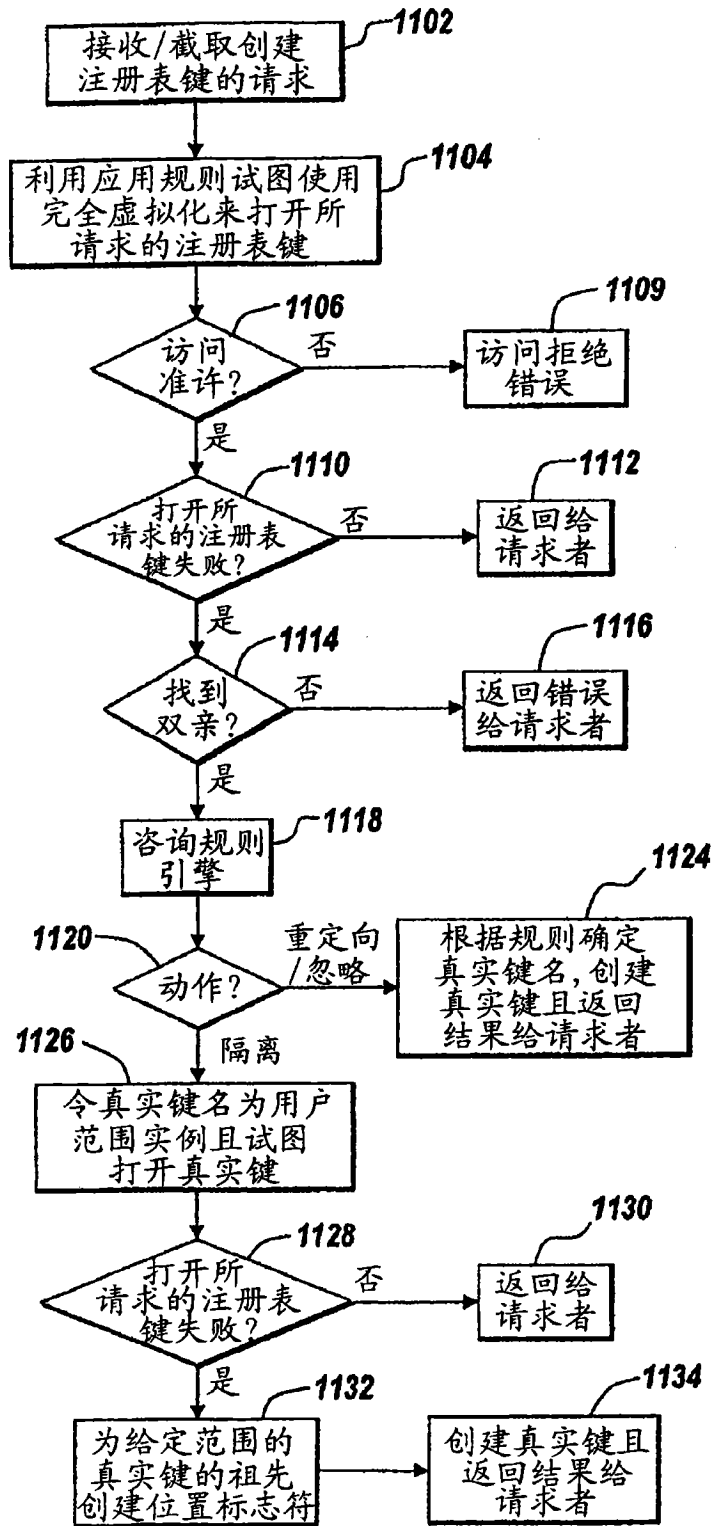 1102
接收/截取创建
注册表键的请求
1104
利用应用规则试图使用
完全虚拟化来打开所
请求的注册表键
1106
访问
准许?
否
1109
访问拒绝
错误
是
1110
打开所
请求的注册表
键失败?
否
1112
返回给
请求者
是
1114
找到
双亲?
否
1116
返回错误
给请求者
是
1118
咨询规则
引擎
1120
动作?
重定向
/忽略
1124
根据规则确定
真实键名,创建
真实键且返回
结果给请求者
隔离
1126
令真实键名为用户
范围实例且试图
打开真实键
1128
打开所
请求的注册表
键失败?
否
1130
返回给
请求者
是
1132
为给定范围的
真实键的祖先
创建位置标志符
1134
创建真实键且
返回结果给
请求者